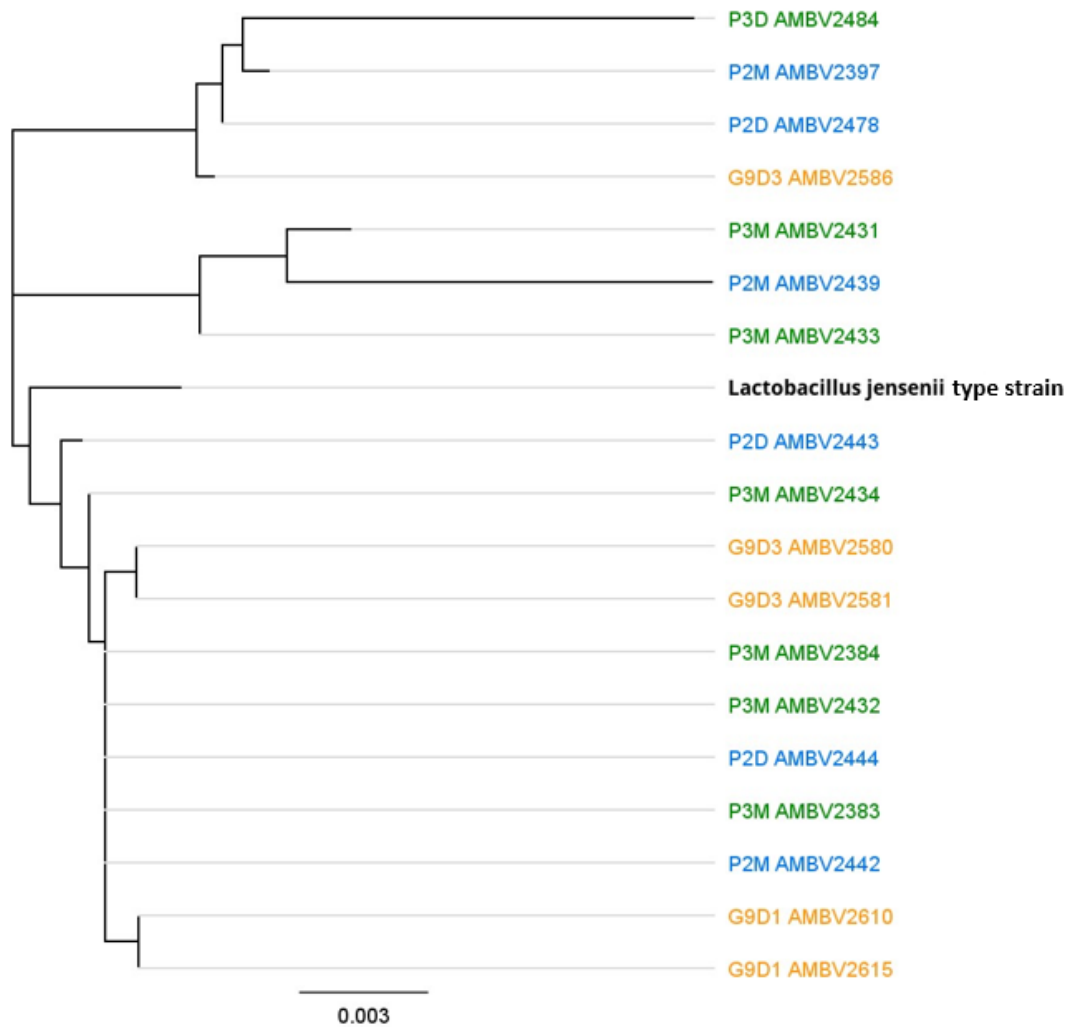 P3D AMBV2484
P2M AMBV2397
P2D AMBV2478
G9D3 AMBV2586
P3M AMBV2431
P2M AMBV2439
P3M AMBV2433
Lactobacillus jensenii type strain
P2D AMBV2443
P3M AMBV2434
G9D3 AMBV2580
G9D3 AMBV2581
P3M AMBV2384
P3M AMBV2432
P2D AMBV2444
P3M AMBV2383
P2M AMBV2442
G9D1 AMBV2610
G9D1 AMBV2615
0.003